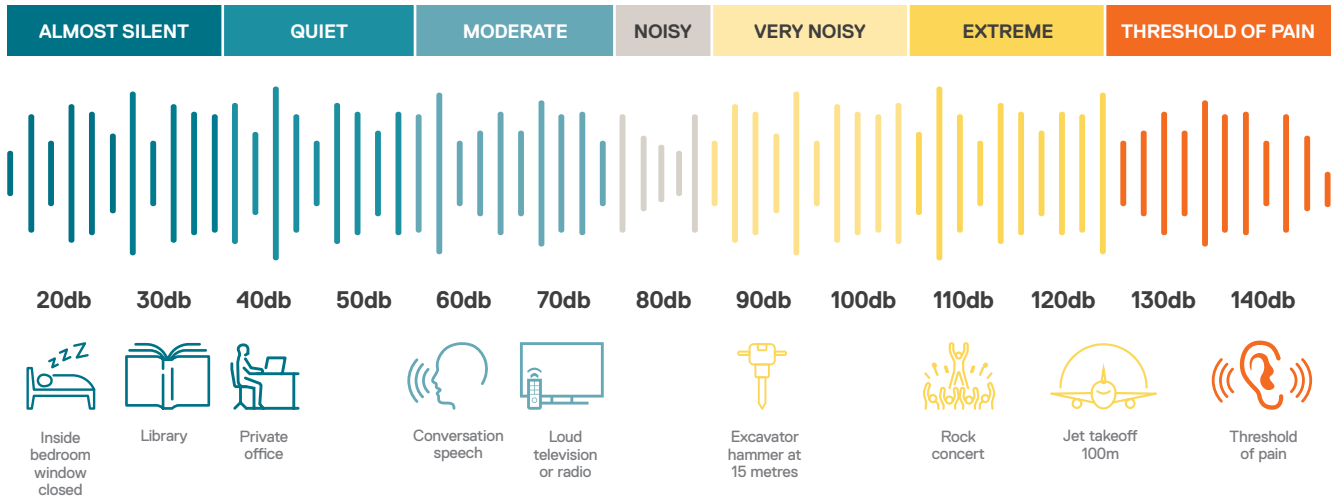 ALMOST SILENT
QUIET
MODERATE
NOISY
VERY NOISY
EXTREME
THRESHOLD OF PAIN
20db
30db
40db
50db
60db
70db
80db
90db
100db
110db
120db
130db
140db
zzz
Inside
bedroom
window
closed
Library
Private
office
Conversation
speech
Loud
television
or radio
Excavator
hammer at
15 metres
Rock
concert
Jet takeoff
100m
Threshold
of pain